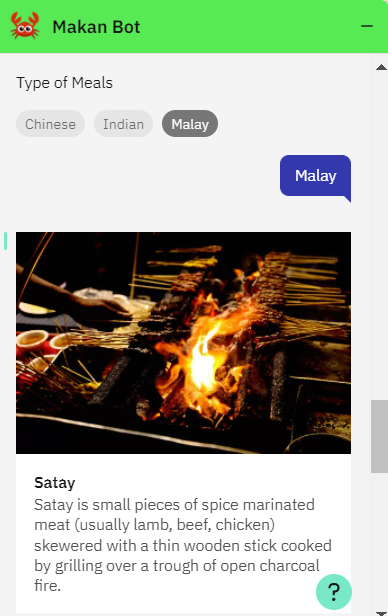 Makan Bot
Type of Meals
Chinese Indian Malay
Malay
Satay
Satay is small pieces of spice marinated
meat (usually lamb, beef, chicken)
skewered with a thin wooden stick cooked
by grilling over a trough of open charcoal
fire.
?